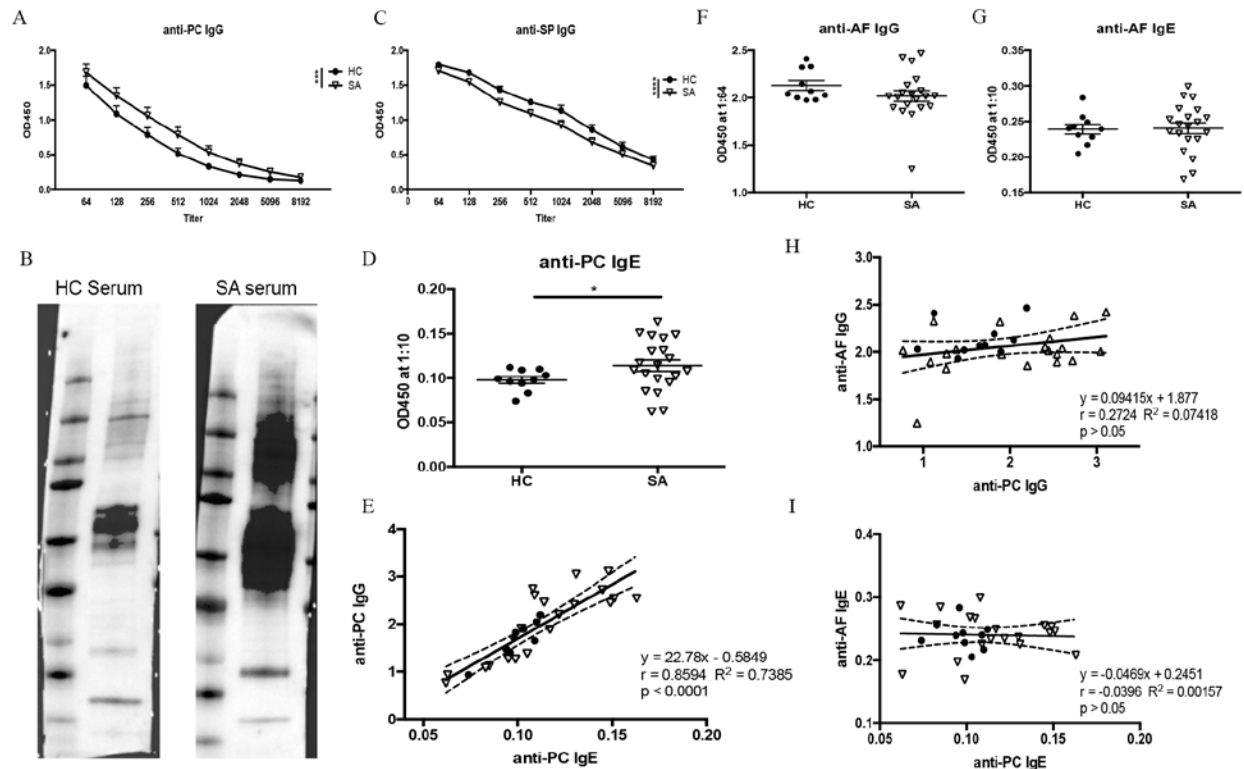 A
anti-PC IgG
OD450
2.0
1.5
1.0
0.5
0.0
64
128
256
512
1024
2048
5096
8192
Titer
***
HC
SA
C
anti-SP IgG
OD450
2.0
1.5
1.0
0.5
0.0
0
64
128
256
512
1024
2048
5096
8192
Titer
****
HC
SA
F
anti-AF IgG
OD450 at 1:64
2.5
2.0
1.5
1.0
HC
SA
G
anti-AF IgE
OD450 at 1:10
0.35
0.30
0.25
0.20
0.15
HC
SA
B
HC Serum
SA serum
D
anti-PC IgE
*
OD450 at 1:10
0.20
0.15
0.10
0.05
0.00
HC
SA
E
anti-PC IgG
4
3
2
1
0
0.05
0.10
0.15
0.20
anti-PC IgE
y = 22.78x - 0.5849
r = 0.8594 R² = 0.7385
p < 0.0001
H
anti-AF IgG
2.5
2.0
1.5
1.0
1
2
3
anti-PC IgG
y = 0.09415x + 1.877
r = 0.2724 R² = 0.07418
p > 0.05
I
anti-AF IgE
0.4
0.3
0.2
0.1
0.05
0.10
0.15
0.20
anti-PC IgE
y = -0.0469x + 0.2451
r = -0.0396 R² = 0.00157
p > 0.05